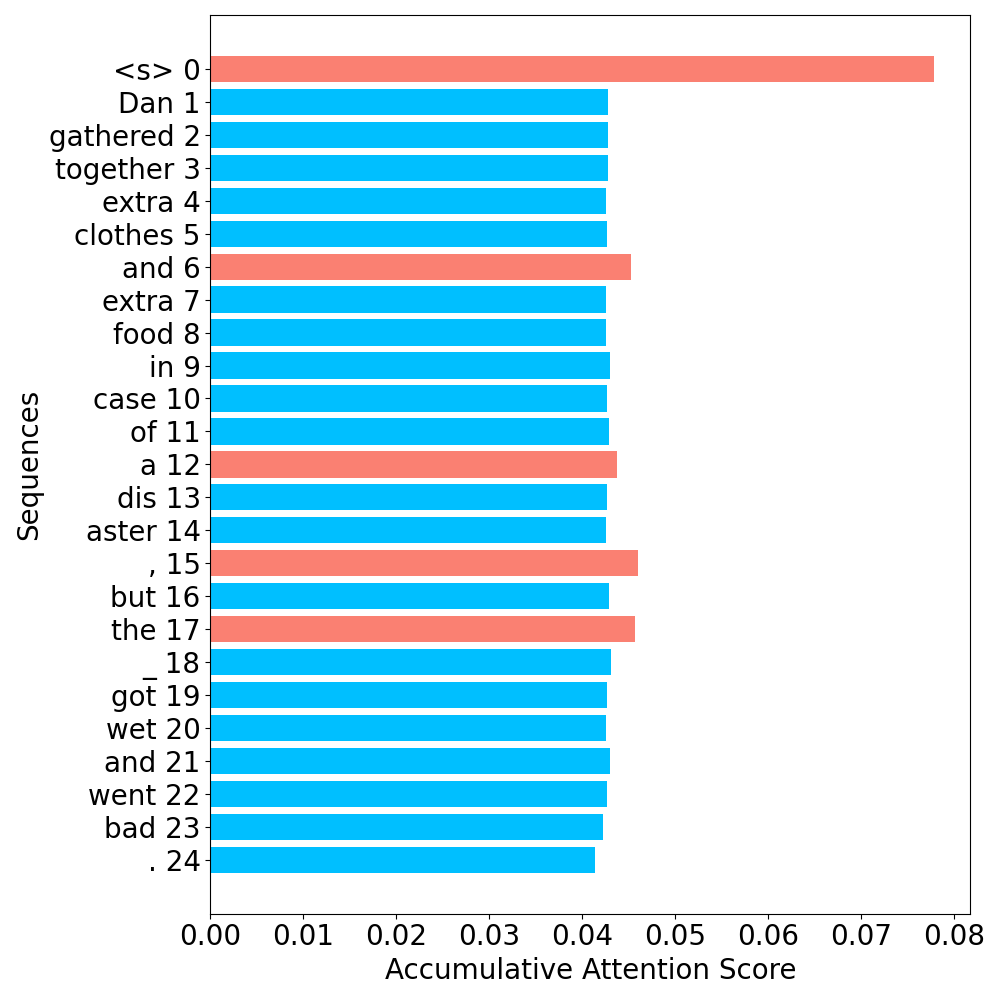 <s> 0
Dan 1
gathered 2
together 3
extra 4
clothes 5
and 6
extra 7
food 8
in 9
case 10
of 11
a 12
dis 13
aster 14
, 15
but 16
the 17
_ 18
got 19
wet 20
and 21
went 22
bad 23
. 24
Sequences
0.00 0.01 0.02 0.03 0.04 0.05 0.06 0.07 0.08
Accumulative Attention Score